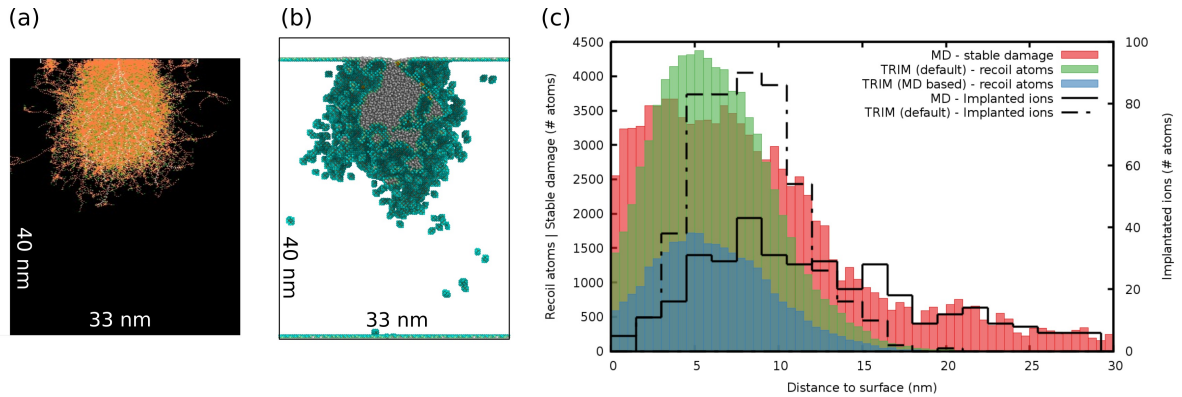 (a)
40 nm
33 nm
(b)
40 nm
33 nm
(c)
Recoil atoms | Stable damage (# atoms)
4500
4000
3500
3000
2500
2000
1500
1000
500
0
MD - stable damage
TRIM (default) - recoil atoms
TRIM (MD based) - recoil atoms
MD - Implanted ions
TRIM (default) - Implanted ions
100
80
60
40
20
0
Implantated ions (# atoms)
0 5 10 15 20 25 30
Distance to surface (nm)